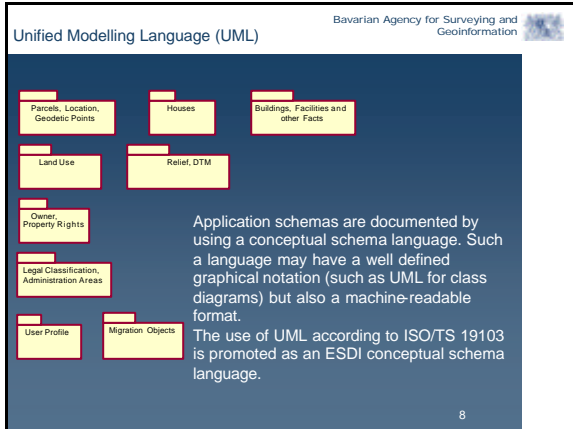 Unified Modelling Language (UML)
Bavarian Agency for Surveying and
Geoinformation
Parcels, Location,
Geodetic Points
Houses
Buildings, Facilities and
other Facts
Land Use
Relief, DTM
Owner,
Property Rights
Legal Classification,
Administration Areas
User Profile
Migration Objects
Application schemas are documented by
using a conceptual schema language. Such
a language may have a well defined
graphical notation (such as UML for class
diagrams) but also a machine-readable
format.
The use of UML according to ISO/TS 19103
is promoted as an ESDI conceptual schema
language.
8